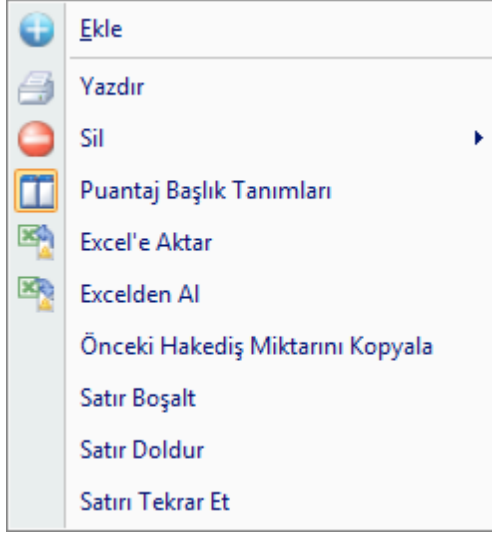 Ekle
Yazdır
Sil
Puantaj Başlık Tanımları
Excel'e Aktar
Excelden Al
Önceki Hakediş Miktarını Kopyala
Satır Boşalt
Satır Doldur
Satırı Tekrar Et